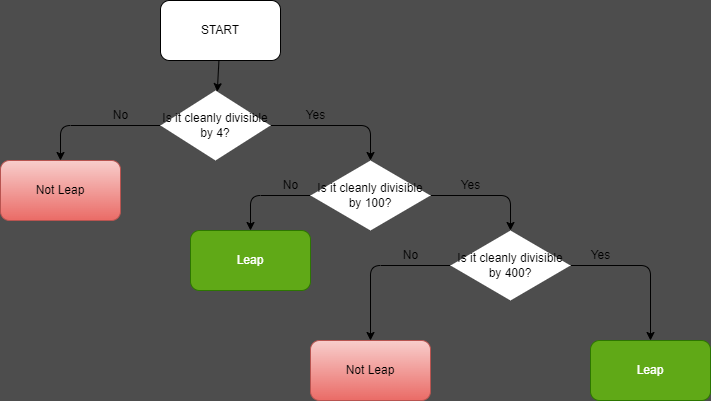 START
No
Is it cleanly divisible
by 4?
Yes
Not Leap
No
Is it cleanly divisible
by 100?
Yes
Leap
No
Is it cleanly divisible
by 400?
Yes
Not Leap
Leap